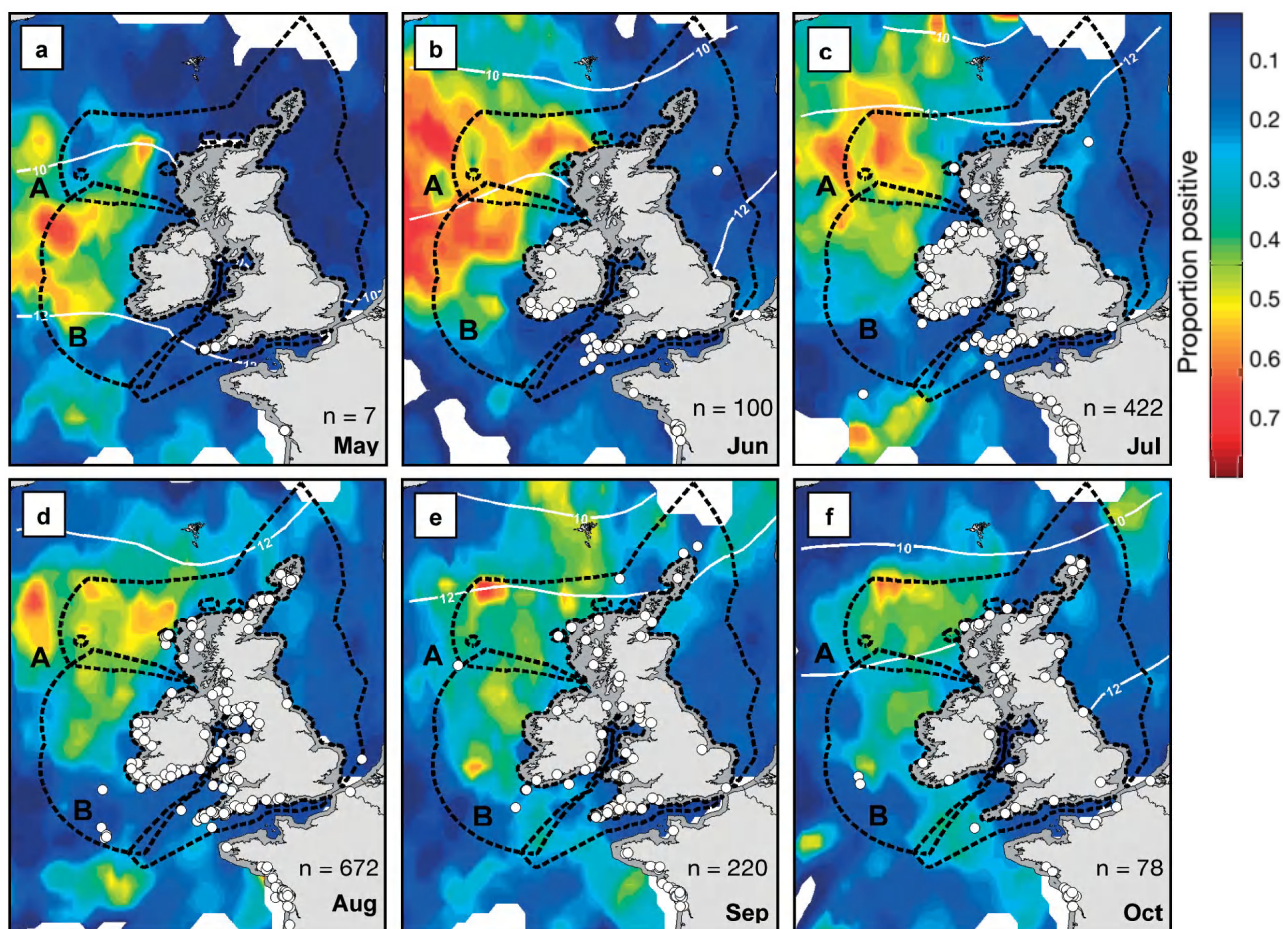 a
10
A
12
B
n = 7
May
b
10
10
A
12
B
n = 100
Jun
c
10
12
A
B
n = 422
Jul
Proportion positive
0.1
0.2
0.3
0.4
0.5
0.6
0.7
d
12
A
B
n = 672
Aug
e
10
12
A
B
n = 220
Sep
f
10
A
12
B
n = 78
Oct